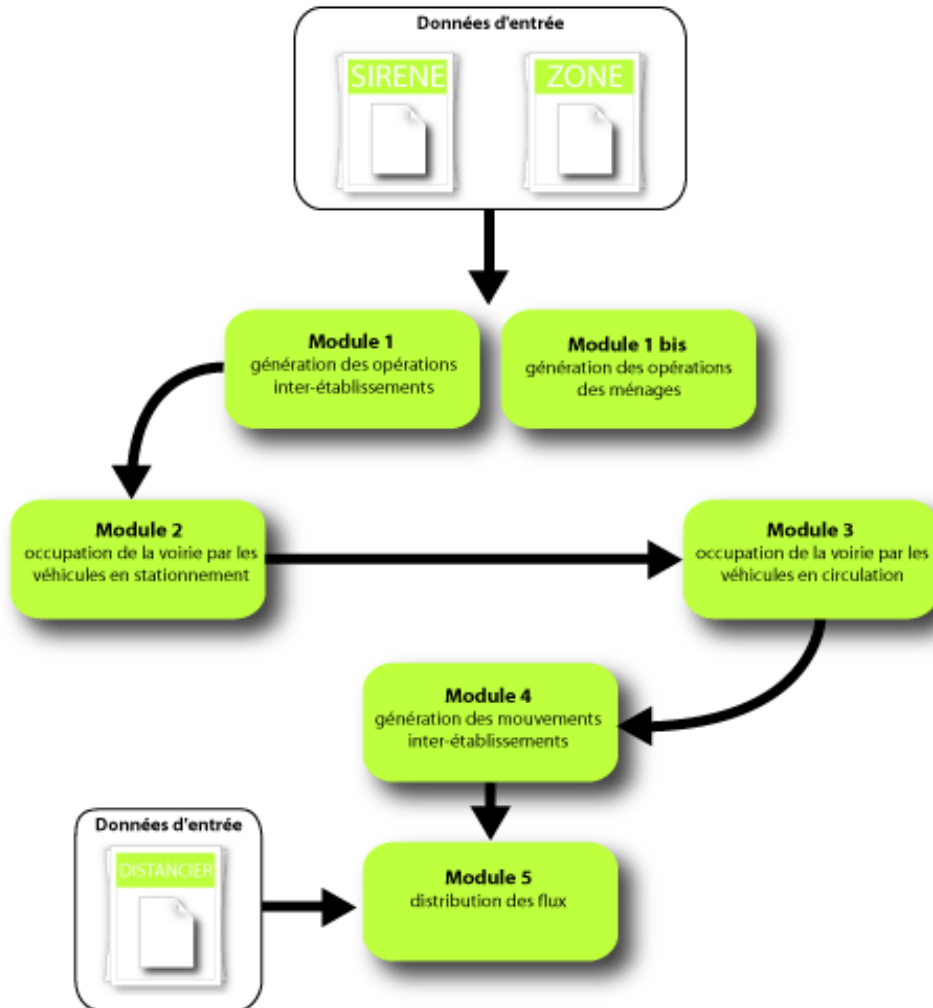 Données d'entrée
SIRENE
ZONE
Module 1
génération des opérations
inter-établissements
Module 1 bis
génération des opérations
des ménages
Module 2
occupation de la voirie par les
véhicules en stationnement
Module 3
occupation de la voirie par les
véhicules en circulation
Module 4
génération des mouvements
inter-établissements
Données d'entrée
DISTANCIER
Module 5
distribution des flux